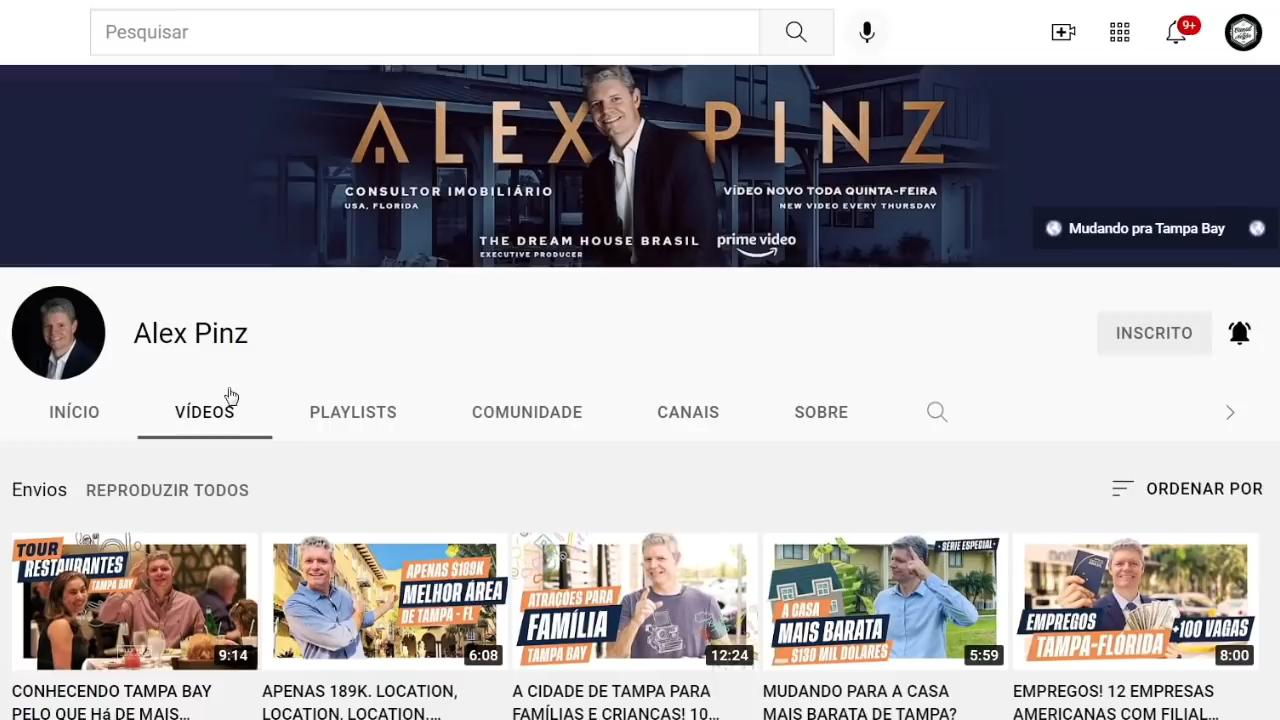 Pesquisar
9+
ALEX PINZ
CONSULTOR IMOBILIÁRIO
USA, FLORIDA
VíDEO NOVO TODA QUINTA-FEIRA
NEW VIDEO EVERY THURSDAY
THE DREAM HOUSE BRASIL
EXECUTIVE PRODUCER
prime video
Mudando pra Tampa Bay
Alex Pinz
INSCRITO
INÍCIO
VÍDEOS
PLAYLISTS
COMUNIDADE
CANAIS
SOBRE
Envios
REPRODUZIR TODOS
ORDENAR POR
TOUR
RESTAURANTES
TAMPA BAY
9:14
APENAS $189K
MELHOR ÁREA
DE TAMPA - FL
6:08
ATRAÇÕES PARA
FAMÍLIA
TAMPA BAY
12:24
SÉRIE ESPECIAL
A CASA
MAIS BARATA
$130 MIL DOLARES
5:59
EMPREGOS
+100 VAGAS
TAMPA-FLÓRIDA
8:00
CONHECENDO TAMPA BAY
PELO QUE Há DE MAIS...
APENAS 189K. LOCATION,
LOCATION, LOCATION....
A CIDADE DE TAMPA PARA
FAMÍLIAS E CRIANÇAS! 10...
MUDANDO PARA A CASA
MAIS BARATA DE TAMPA?
EMPREGOS! 12 EMPRESAS
AMERICANAS COM FILIAL...